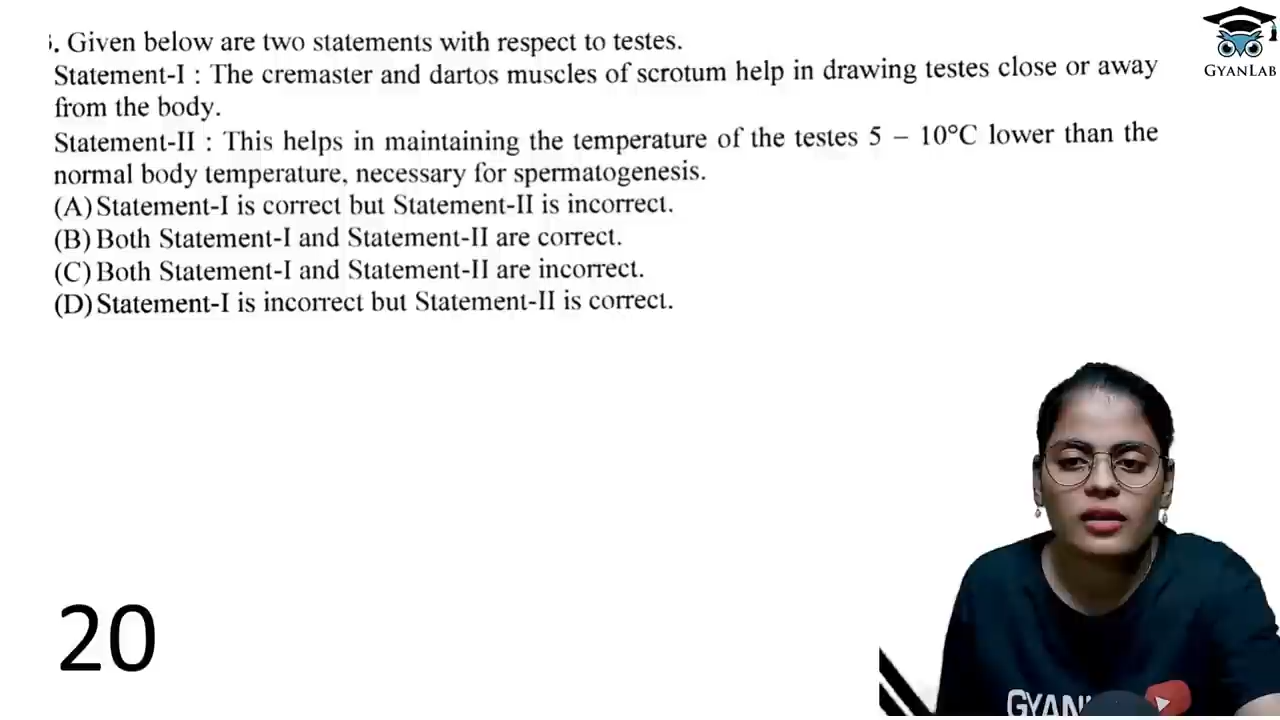 . Given below are two statements with respect to testes.
Statement-I : The cremaster and dartos muscles of scrotum help in drawing testes close or away
from the body.
Statement-II : This helps in maintaining the temperature of the testes 5 – 10°C lower than the
normal body temperature, necessary for spermatogenesis.
(A) Statement-I is correct but Statement-II is incorrect.
(B) Both Statement-I and Statement-II are correct.
(C) Both Statement-I and Statement-II are incorrect.
(D) Statement-I is incorrect but Statement-II is correct.
20
GYANLAB
GYAN